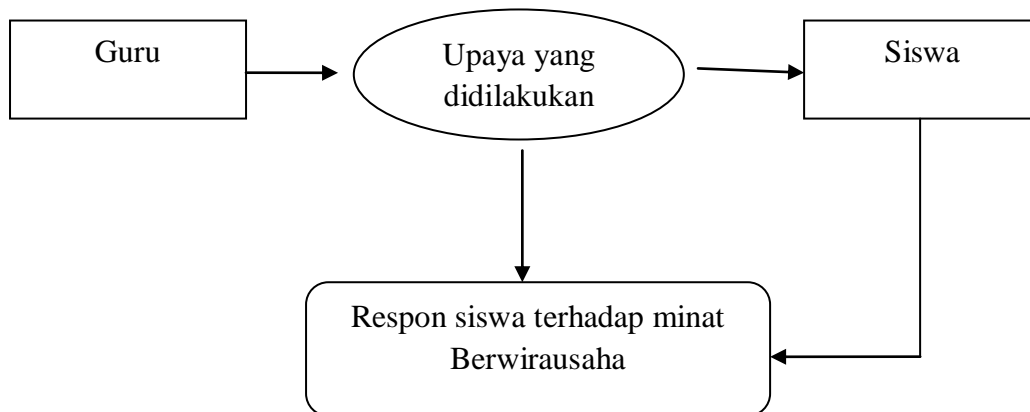 Guru
Upaya yang
didilakukan
Siswa
Respon siswa terhadap minat
Berwirausaha